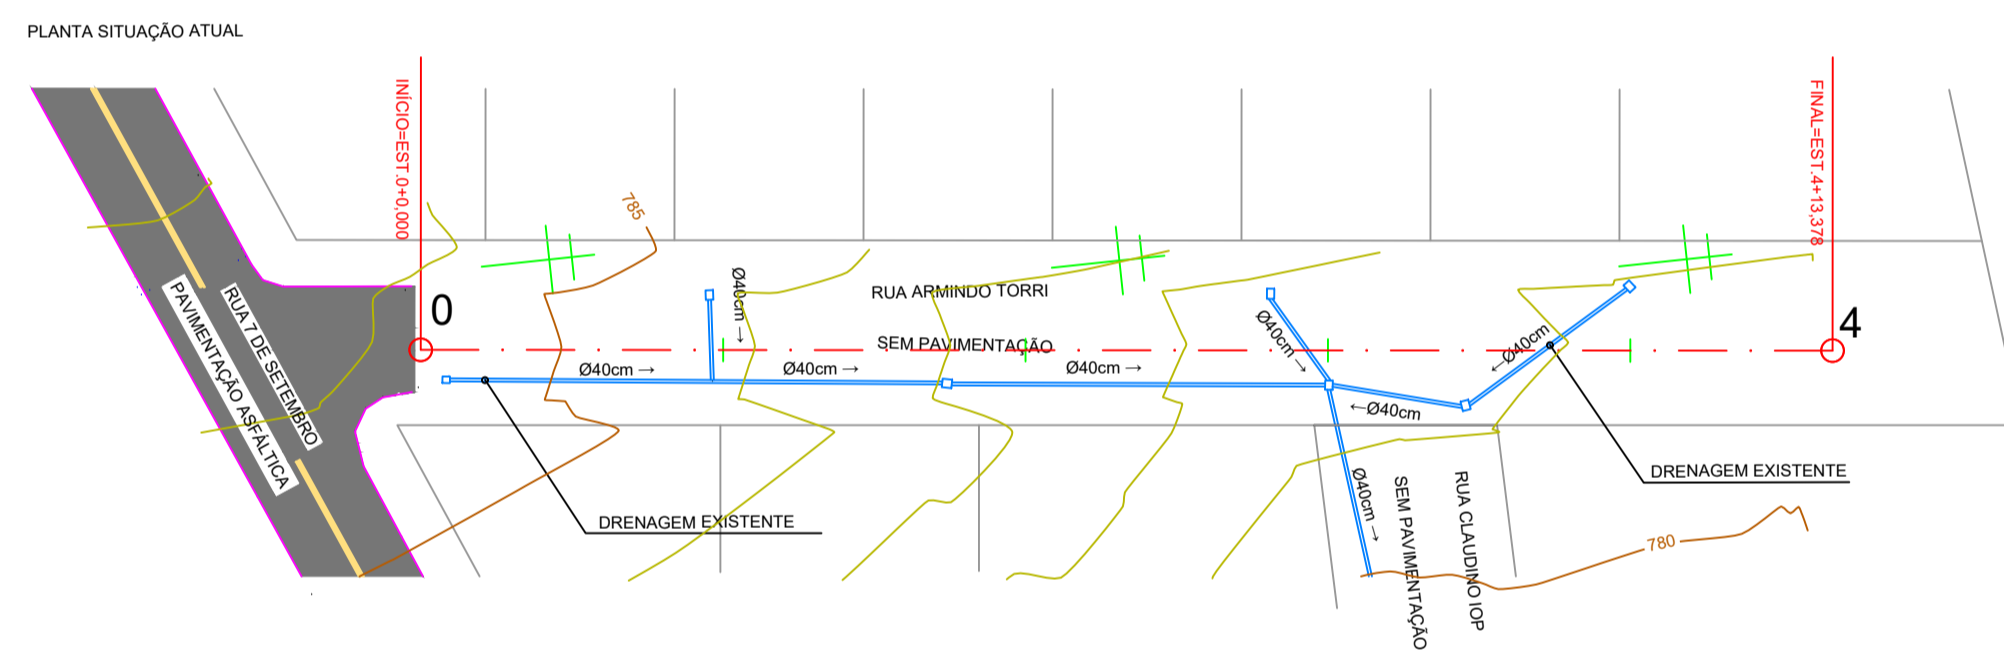 PLANTA SITUAÇÃO ATUAL
INÍCIO=EST.0+0,000
FINAL=EST.4+13,378
785
0
4
Ø40cm →
RUA ARMINDO TORRI
SEM PAVIMENTAÇÃO
Ø40cm →
Ø40cm →
Ø40cm →
Ø40cm →
←Ø40cm
←Ø40cm
Ø40cm →
PAVIMENTAÇÃO ASFÁLTICA
RUA 7 DE SETEMBRO
DRENAGEM EXISTENTE
DRENAGEM EXISTENTE
SEM PAVIMENTAÇÃO
RUA CLAUDINO IOP
780